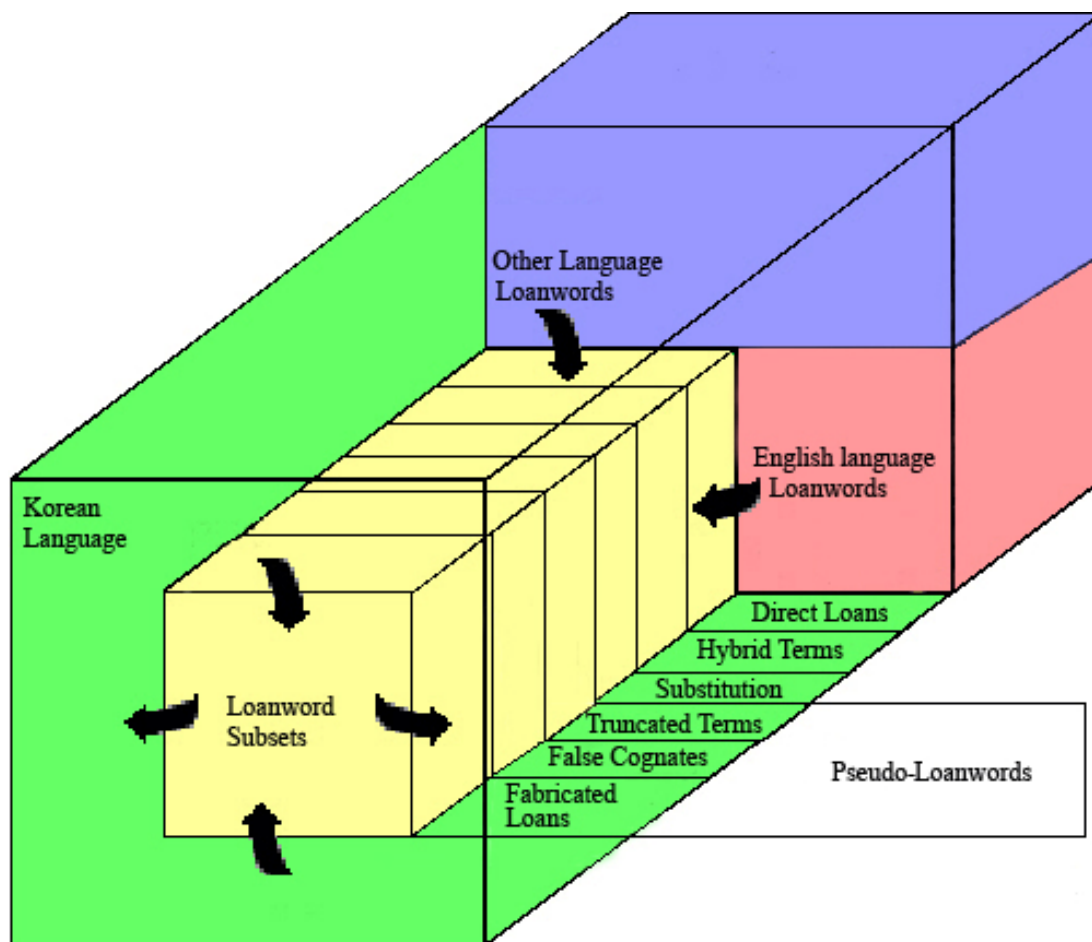 Other Language
Loanwords
English language
Loanwords
Korean
Language
Direct Loans
Hybrid Terms
Substitution
Loanword
Subsets
Truncated Terms
False Cognates
Pseudo-Loanwords
Fabricated
Loans